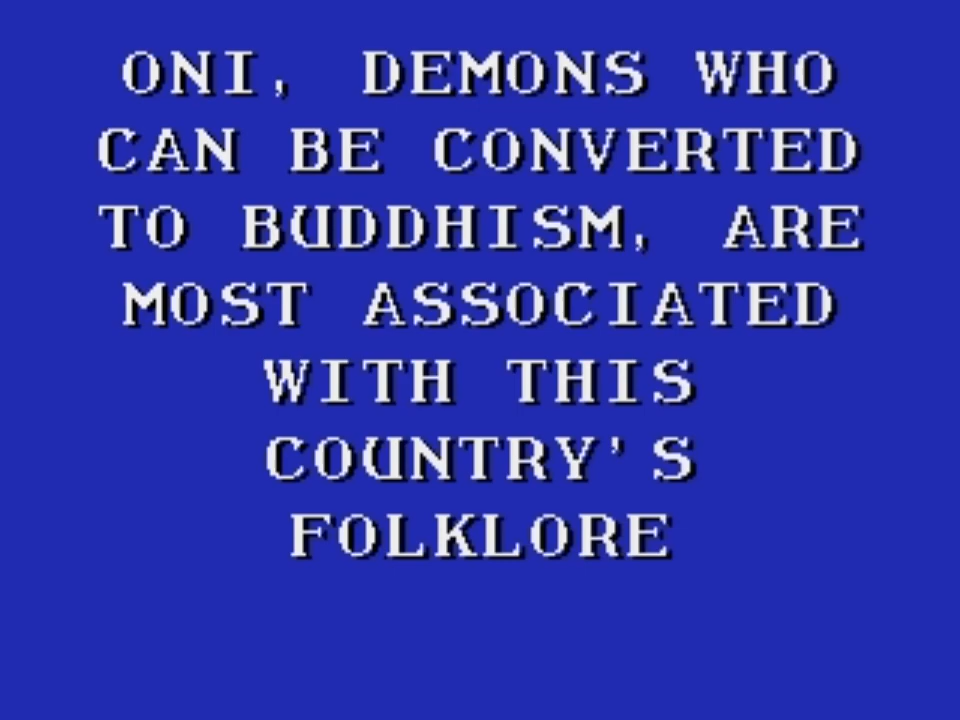 ONI, DEMONS WHO
CAN BE CONVERTED
TO BUDDHISM, ARE
MOST ASSOCIATED
WITH THIS
COUNTRY'S
FOLKLORE